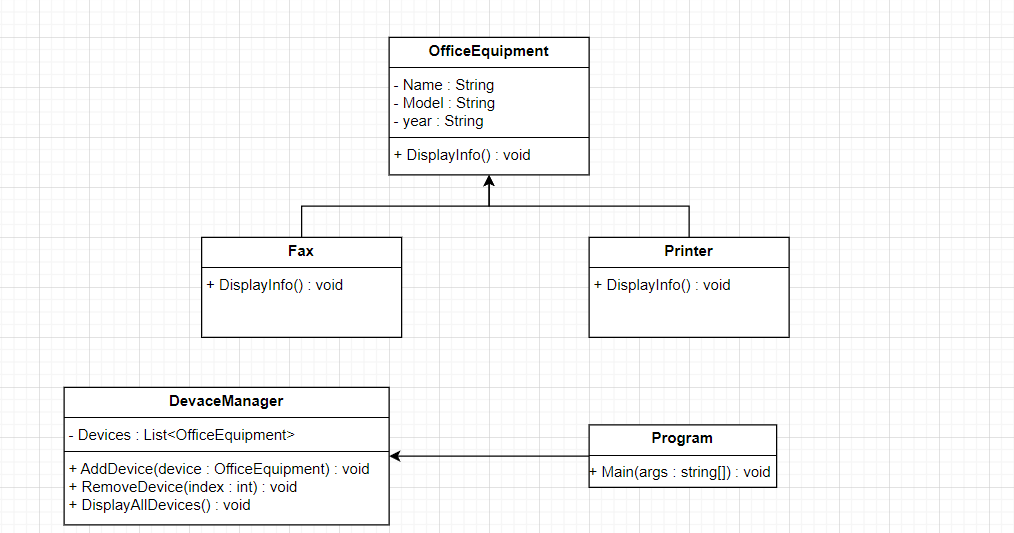 OfficeEquipment
- Name : String
- Model : String
- year : String
+ DisplayInfo() : void
Fax
+ DisplayInfo() : void
Printer
+ DisplayInfo() : void
DevaceManager
- Devices : List<OfficeEquipment>
+ AddDevice(device : OfficeEquipment) : void
+ RemoveDevice(index : int) : void
+ DisplayAllDevices() : void
Program
+ Main(args : string[]) : void